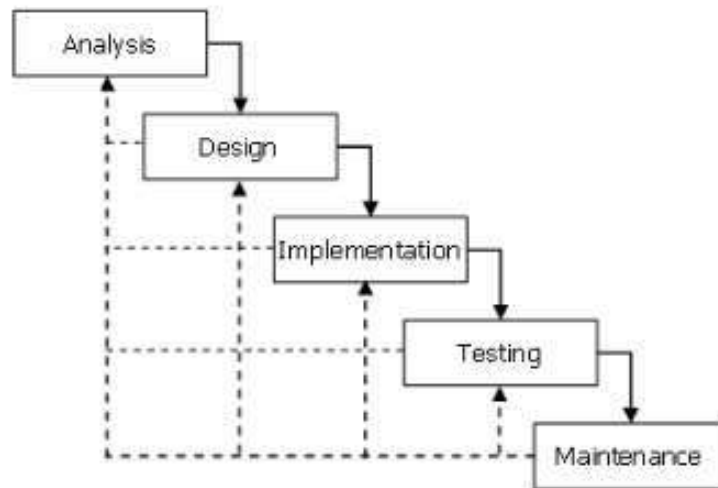 Analysis
Design
Implementation
Testing
Maintenance